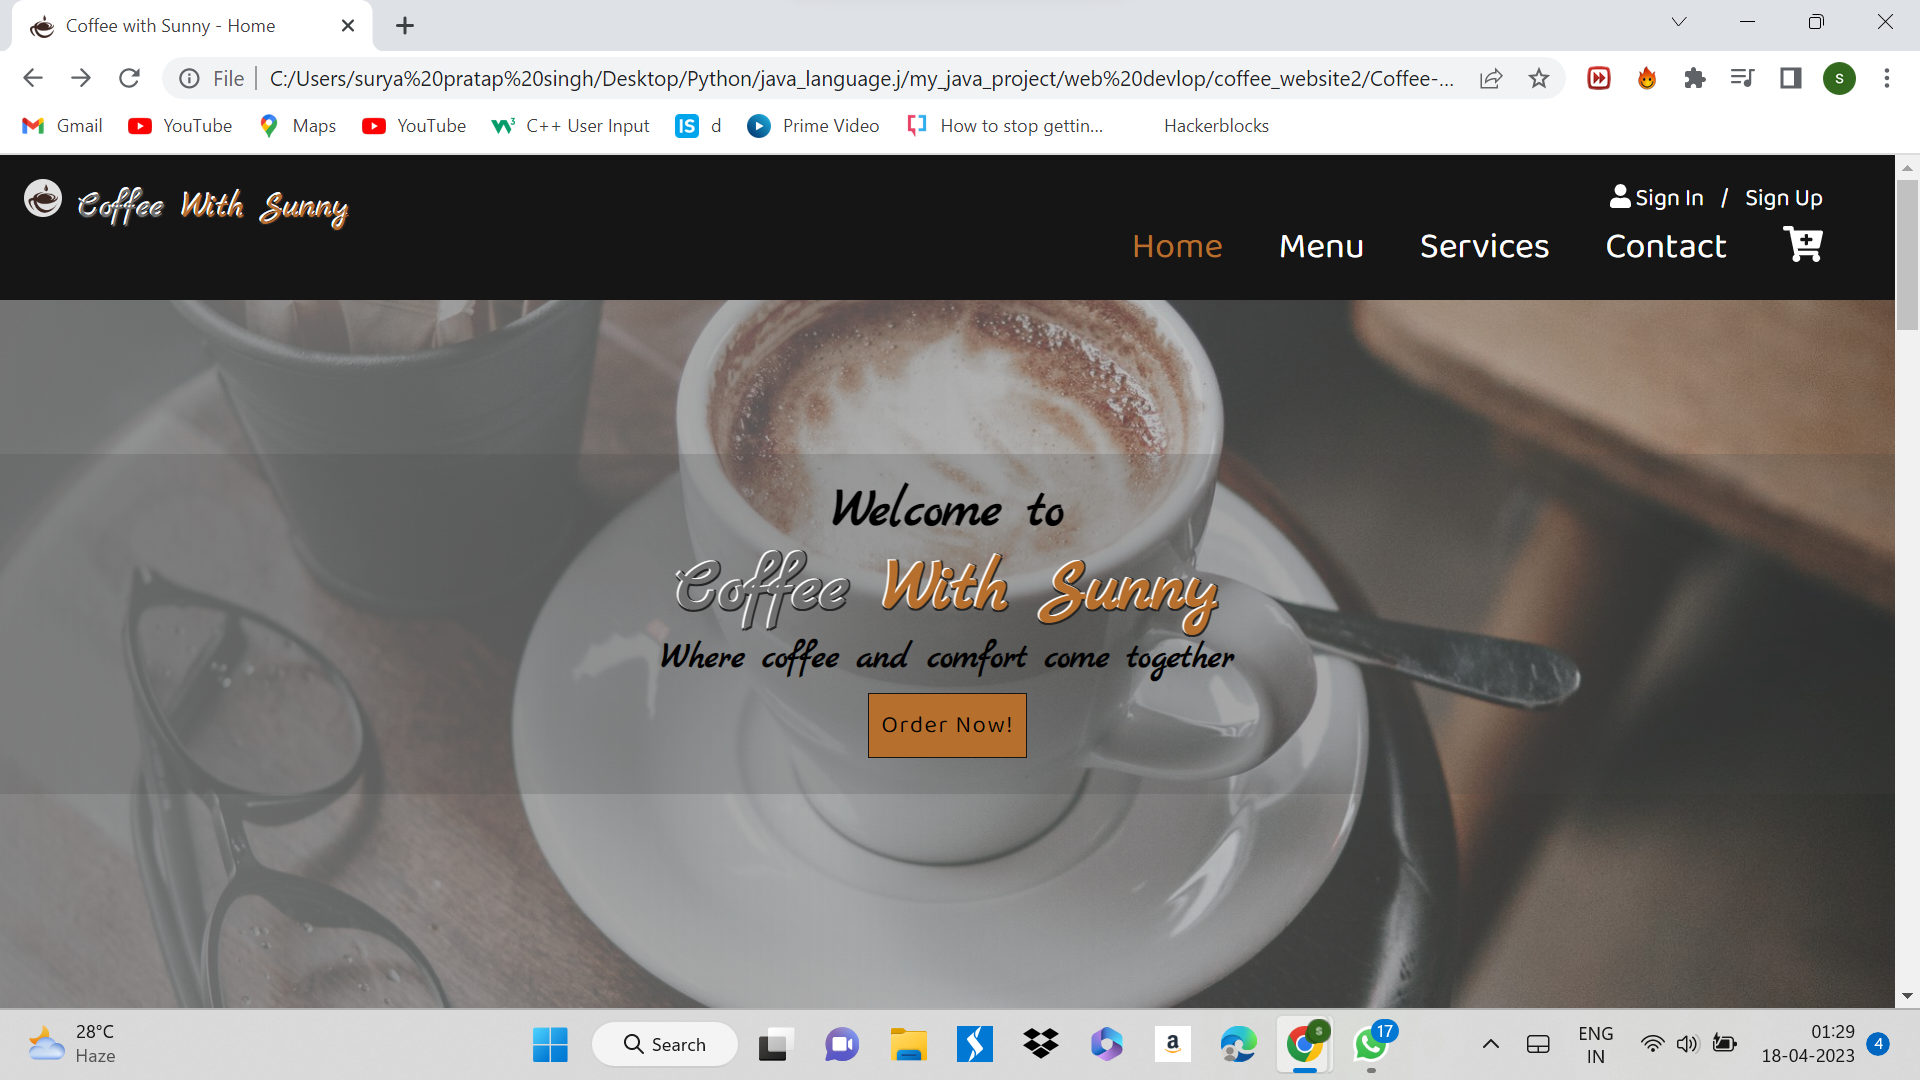 Coffee with Sunny - Home
File
C:/Users/surya%20pratap%20singh/Desktop/Python/java_language.j/my_java_project/web%20devlop/coffee_website2/Coffee-...
S
Gmail
YouTube
Maps
YouTube
C++ User Input
IS
d
Prime Video
How to stop gettin...
Hackerblocks
Coffee With Sunny
Sign In / Sign Up
Home
Menu
Services
Contact
Welcome to
Coffee With Sunny
Where coffee and comfort come together
Order Now!
28°C
Haze
Search
a
S
17
ENG
IN
01:29
18-04-2023
4